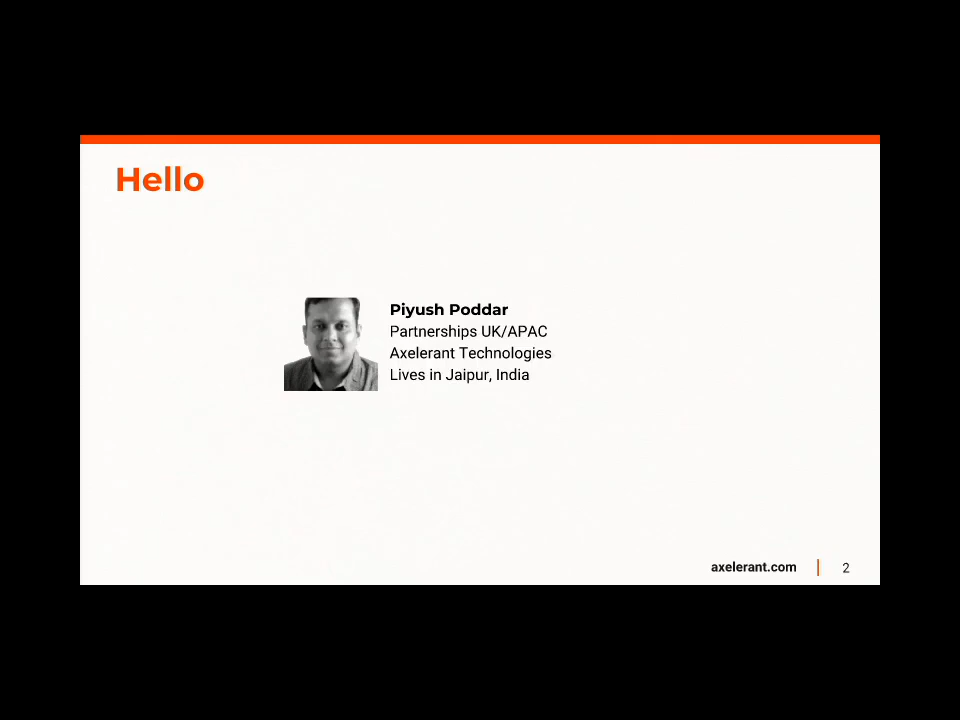 Hello
Piyush Poddar
Partnerships UK/APAC
Axelerant Technologies
Lives in Jaipur, India
axelerant.com
2